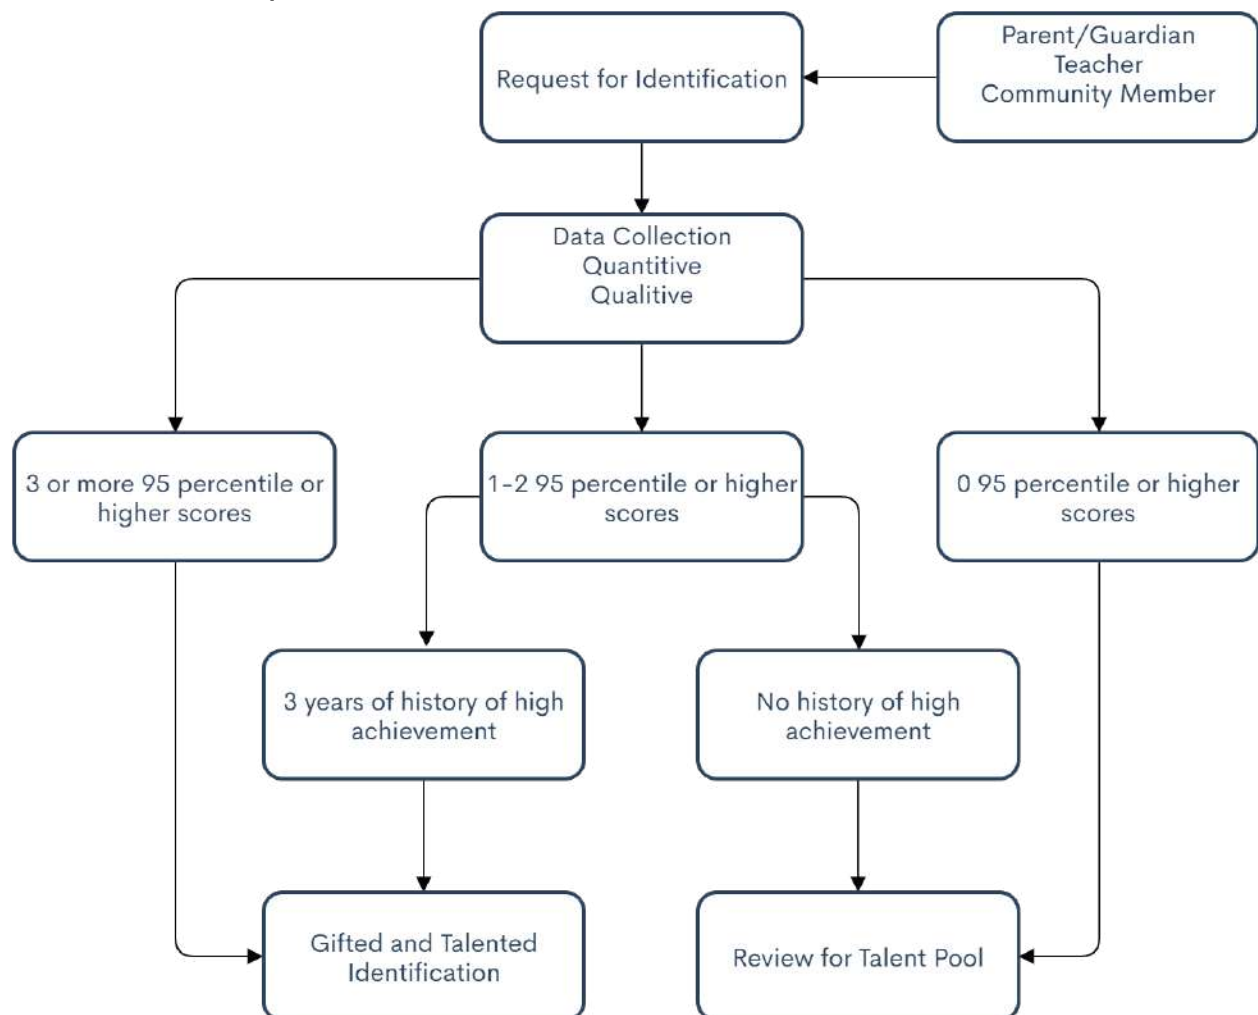 Request for Identification
Parent/Guardian
Teacher
Community Member
Data Collection
Quantitive
Qualitive
3 or more 95 percentile or
higher scores
1-2 95 percentile or higher
scores
0 95 percentile or higher
scores
3 years of history of high
achievement
No history of high
achievement
Gifted and Talented
Identification
Review for Talent Pool